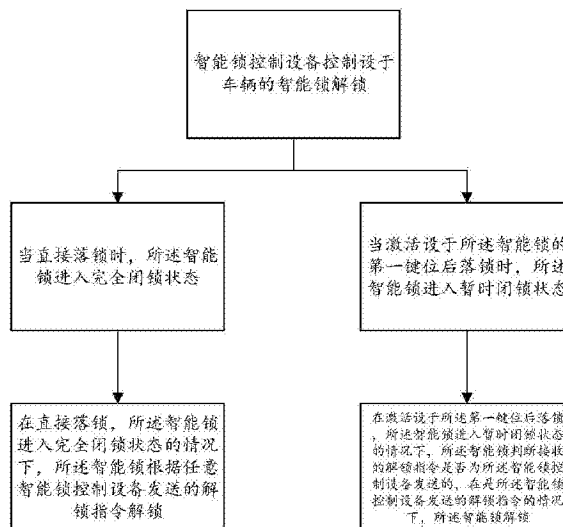 智能锁控制设备控制设于
车辆的智能锁解锁
当直接落锁时，所述智能
锁进入完全闭锁状态
当激活设于所述智能锁的
第一键位后落锁时，所述
智能锁进入暂时闭锁状态
在直接落锁，所述智能锁
进入完全闭锁状态的情况
下，所述智能锁根据任意
智能锁控制设备发送的解
锁指令解锁
在激活设于所述第一键位后落锁
，所述智能锁进入暂时闭锁状态
的情况下，所述智能锁判断接收
的解锁指令是否为所述智能锁控
制设备发送的，在是所述智能锁
控制设备发送的解锁指令的情况
下，所述智能锁解锁